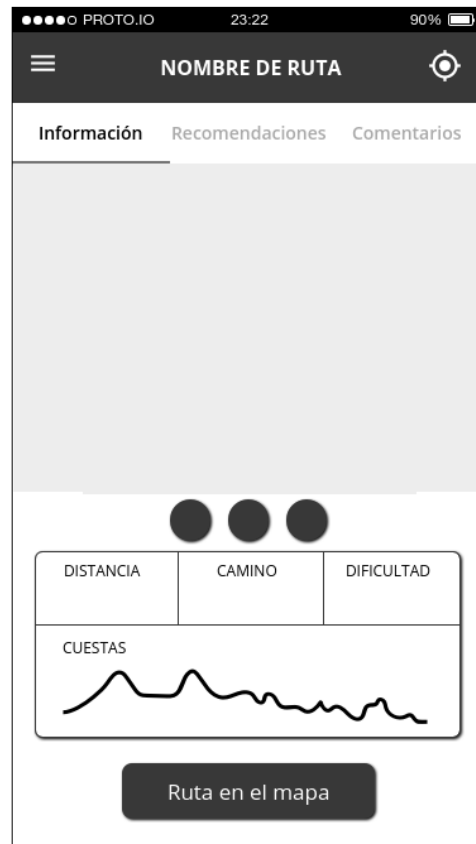 PROTO.IO 23:22 90%
NOMBRE DE RUTA
Información Recomendaciones Comentarios
DISTANCIA CAMINO DIFICULTAD
CUESTAS
Ruta en el mapa